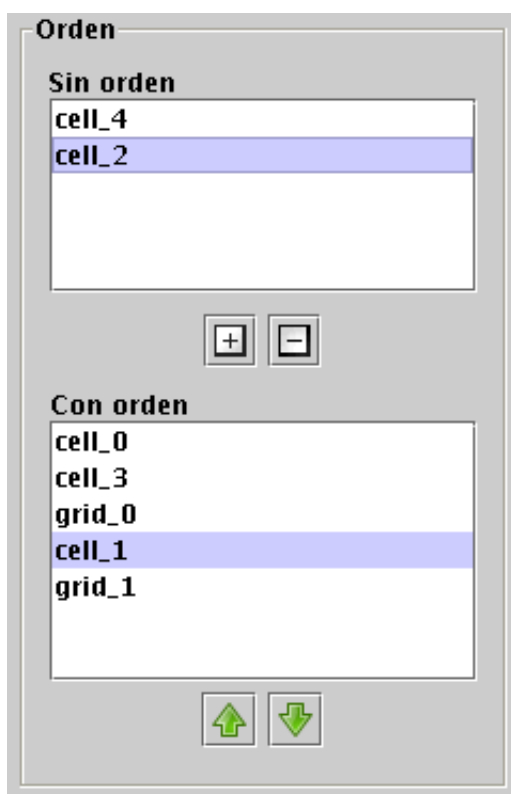 Orden
Sin orden
cell_4
cell_2
Con orden
cell_0
cell_3
grid_0
cell_1
grid_1